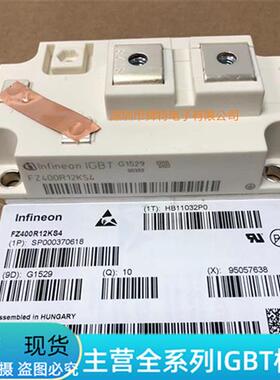 infineon IGBT G1529
FZ400R12KS4
Infineon
(1T): HB11032P0
FZ400R12KS4
(1P) SP000370618
(9D): G1529
(Q): 10
(X): 95057638
Assembled in HUNGARY
现货
主营全系列IGBT